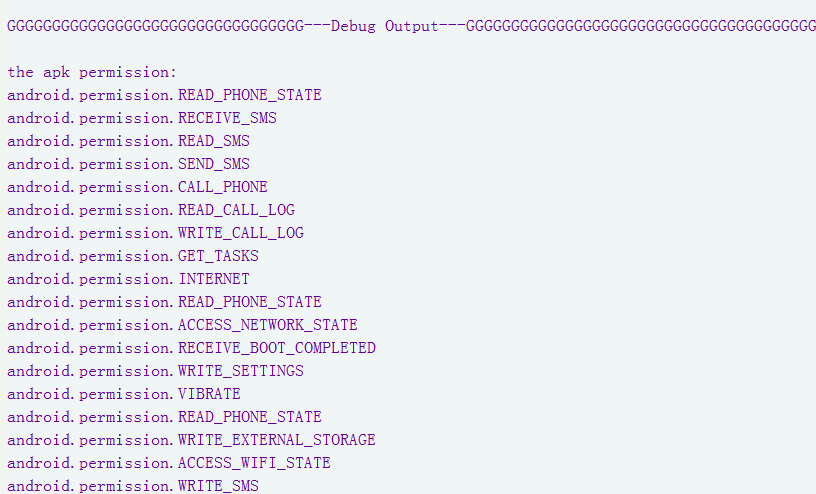 GGGGGGGGGGGGGGGGGGGGGGGGGGGGGGGGG---Debug Output---GGGGGGGGGGGGGGGGGGGGGGGGGGGGGGGGGGGGGGG
the apk permission:
android.permission.READ_PHONE_STATE
android.permission.RECEIVE_SMS
android.permission.READ_SMS
android.permission.SEND_SMS
android.permission.CALL_PHONE
android.permission.READ_CALL_LOG
android.permission.WRITE_CALL_LOG
android.permission.GET_TASKS
android.permission.INTERNET
android.permission.READ_PHONE_STATE
android.permission.ACCESS_NETWORK_STATE
android.permission.RECEIVE_BOOT_COMPLETED
android.permission.WRITE_SETTINGS
android.permission.VIBRATE
android.permission.READ_PHONE_STATE
android.permission.WRITE_EXTERNAL_STORAGE
android.permission.ACCESS_WIFI_STATE
android.permission.WRITE_SMS